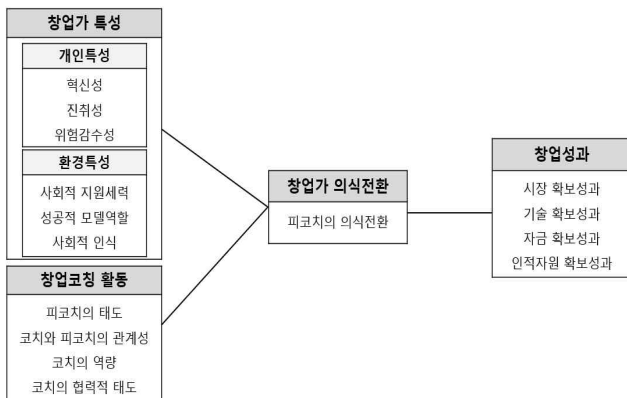 창업가 특성
개인특성
혁신성
진취성
위험감수성
환경특성
사회적 지원세력
성공적 모델역할
사회적 인식
창업코칭 활동
피코치의 태도
코치와 피코치의 관계성
코치의 역량
코치의 협력적 태도
창업가 의식전환
피코치의 의식전환
창업성과
시장 확보성과
기술 확보성과
자금 확보성과
인적자원 확보성과